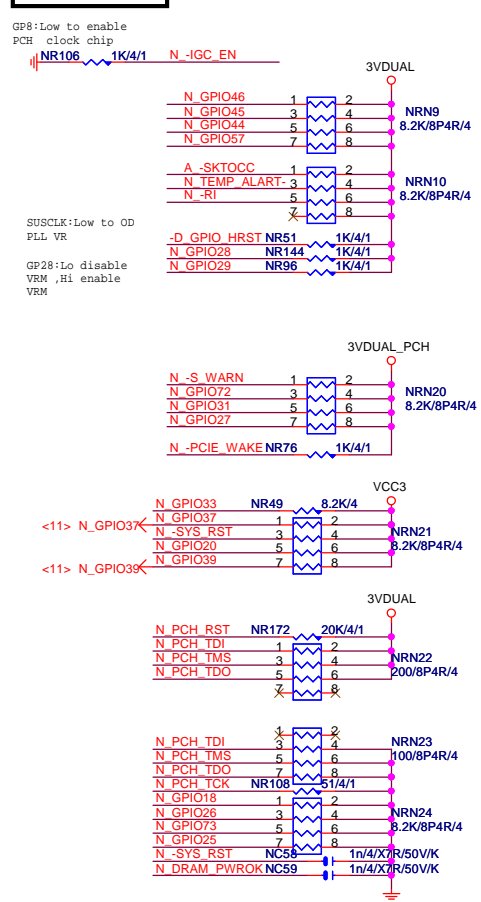 GP8:Low to enable
PCH clock chip
NR106 1K/4/1 N_-IGC_EN
3VDUAL
N_GPIO46 1 2
N_GPIO45 3 4 NRN9
N_GPIO44 5 6 8.2K/8P4R/4
N_GPIO57 7 8
A_-SKTOCC 1 2
N_TEMP_ALART- 3 4 NRN10
N_-RI 5 6 8.2K/8P4R/4
7 8
SUSCLK:Low to OD
PLL VR
-D_GPIO_HRST NR51 1K/4/1
N_GPIO28 NR144 1K/4/1
N_GPIO29 NR96 1K/4/1
GP28:Lo disable
VRM ,Hi enable
VRM
3VDUAL_PCH
N_-S_WARN 1 2
N_GPIO72 3 4 NRN20
N_GPIO31 5 6 8.2K/8P4R/4
N_GPIO27 7 8
N_-PCIE_WAKE NR76 1K/4/1
VCC3
N_GPIO33 NR49 8.2K/4
<11> N_GPIO37 N_GPIO37 1 2
N_-SYS_RST 3 4 NRN21
N_GPIO20 5 6 8.2K/8P4R/4
<11> N_GPIO39 N_GPIO39 7 8
3VDUAL
N_PCH_RST NR172 20K/4/1
N_PCH_TDI 1 2
N_PCH_TMS 3 4 NRN22
N_PCH_TDO 5 6 200/8P4R/4
7 8
1 2
N_PCH_TDI 3 4 NRN23
N_PCH_TMS 5 6 100/8P4R/4
N_PCH_TDO 7 8
N_PCH_TCK NR108 51/4/1
N_GPIO18 1 2
N_GPIO26 3 4 NRN24
N_GPIO73 5 6 8.2K/8P4R/4
N_GPIO25 7 8
N_-SYS_RST NC58 1n/4/X7R/50V/K
N_DRAM_PWROK NC59 1n/4/X7R/50V/K